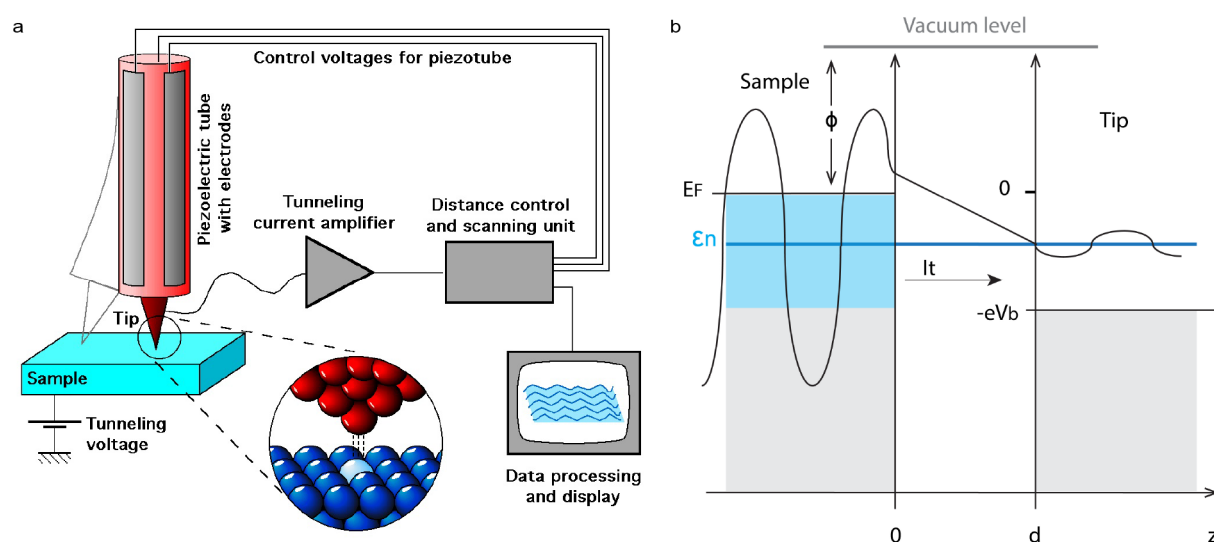 a
Control voltages for piezotube
Piezoelectric tube
with electrodes
Tunneling
current amplifier
Distance control
and scanning unit
Tip
Sample
Tunneling
voltage
Data processing
and display
b
Vacuum level
Sample
ϕ
Tip
EF
0
εn
It
-eVb
0
d
z